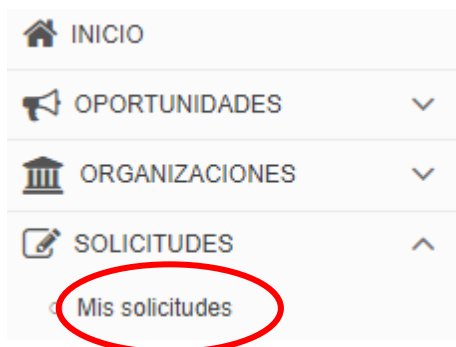 INICIO
OPORTUNIDADES
ORGANIZACIONES
SOLICITUDES
Mis solicitudes